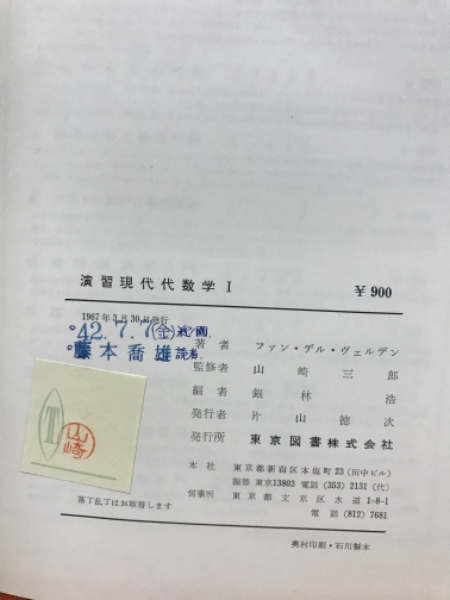 演習現代代数学 I
¥ 900
1967年3月30日発行
42.7.7(金)
藤本喬雄 読者.
著者 ファン・デル・ヴェルデン
監修者 山崎三郎
編者 銀林浩
発行者 片山徳次
発行所 東京図書株式会社
T
山崎
本社 東京都新宿区本塩町23(田中ビル)
振替 東京13803 電話 (353) 2131 (代)
営業所 東京都文京区水道1-8-1
電話 (812) 7681
落丁乱丁はお取替します
奥村印刷・石川製本